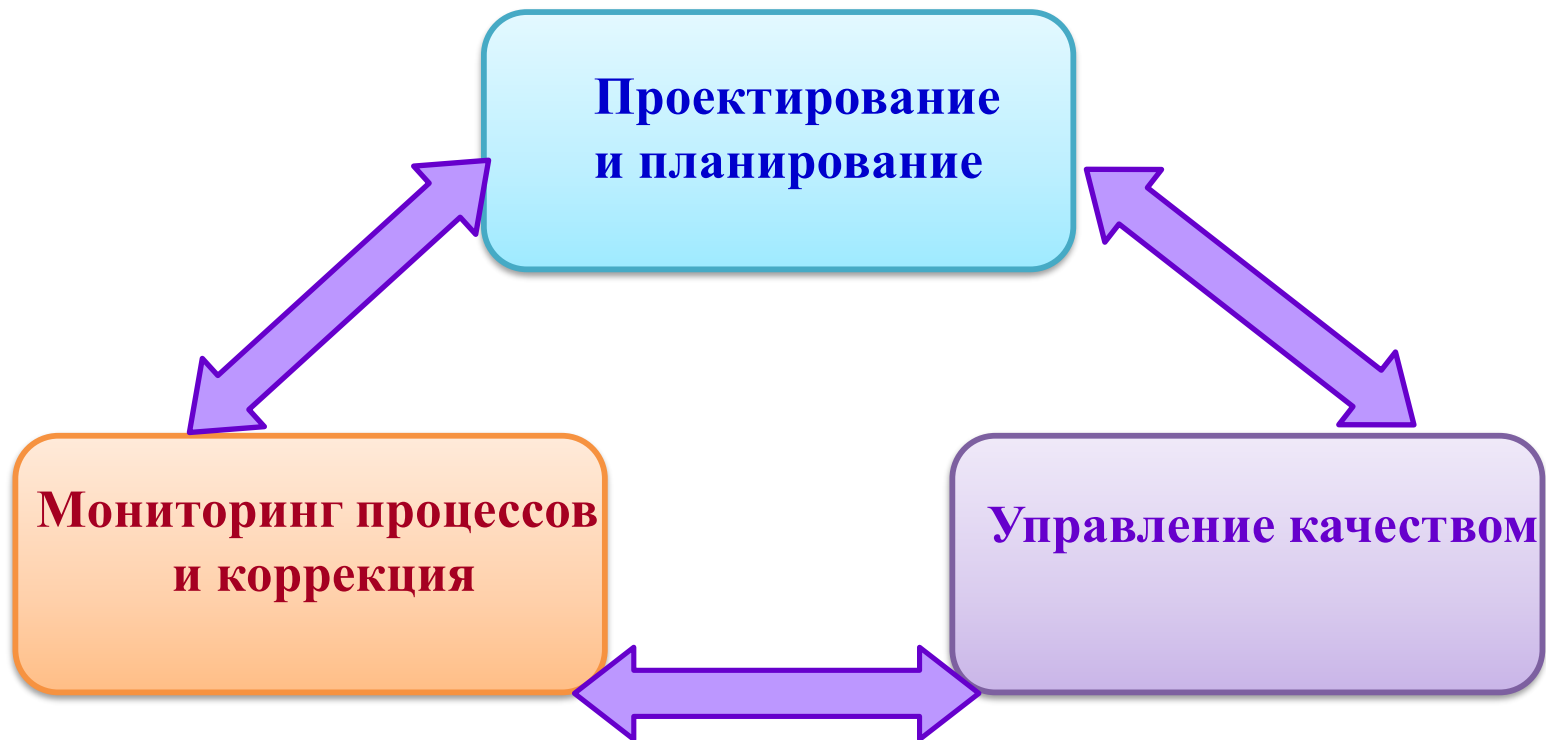 Проектирование
и планирование
Мониторинг процессов
и коррекция
Управление качеством